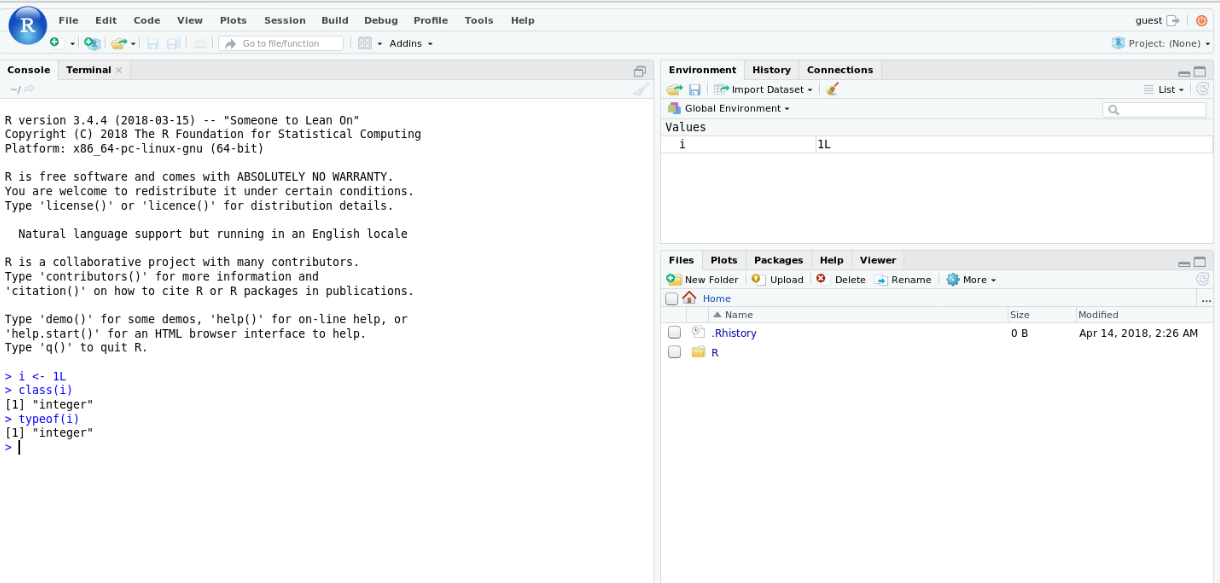 R
File Edit Code View Plots Session Build Debug Profile Tools Help
guest
Go to file/function
Addins
Project: (None)
Console Terminal
~/
R version 3.4.4 (2018-03-15) -- "Someone to Lean On"
Copyright (C) 2018 The R Foundation for Statistical Computing
Platform: x86_64-pc-linux-gnu (64-bit)
R is free software and comes with ABSOLUTELY NO WARRANTY.
You are welcome to redistribute it under certain conditions.
Type 'license()' or 'licence()' for distribution details.
Natural language support but running in an English locale
R is a collaborative project with many contributors.
Type 'contributors()' for more information and
'citation()' on how to cite R or R packages in publications.
Type 'demo()' for some demos, 'help()' for on-line help, or
'help.start()' for an HTML browser interface to help.
Type 'q()' to quit R.
> i <- 1L
> class(i)
[1] "integer"
> typeof(i)
[1] "integer"
>
Environment History Connections
Import Dataset
List
Global Environment
Values
i 1L
Files Plots Packages Help Viewer
New Folder Upload Delete Rename More
Home ...
Name Size Modified
.Rhistory 0 B Apr 14, 2018, 2:26 AM
R